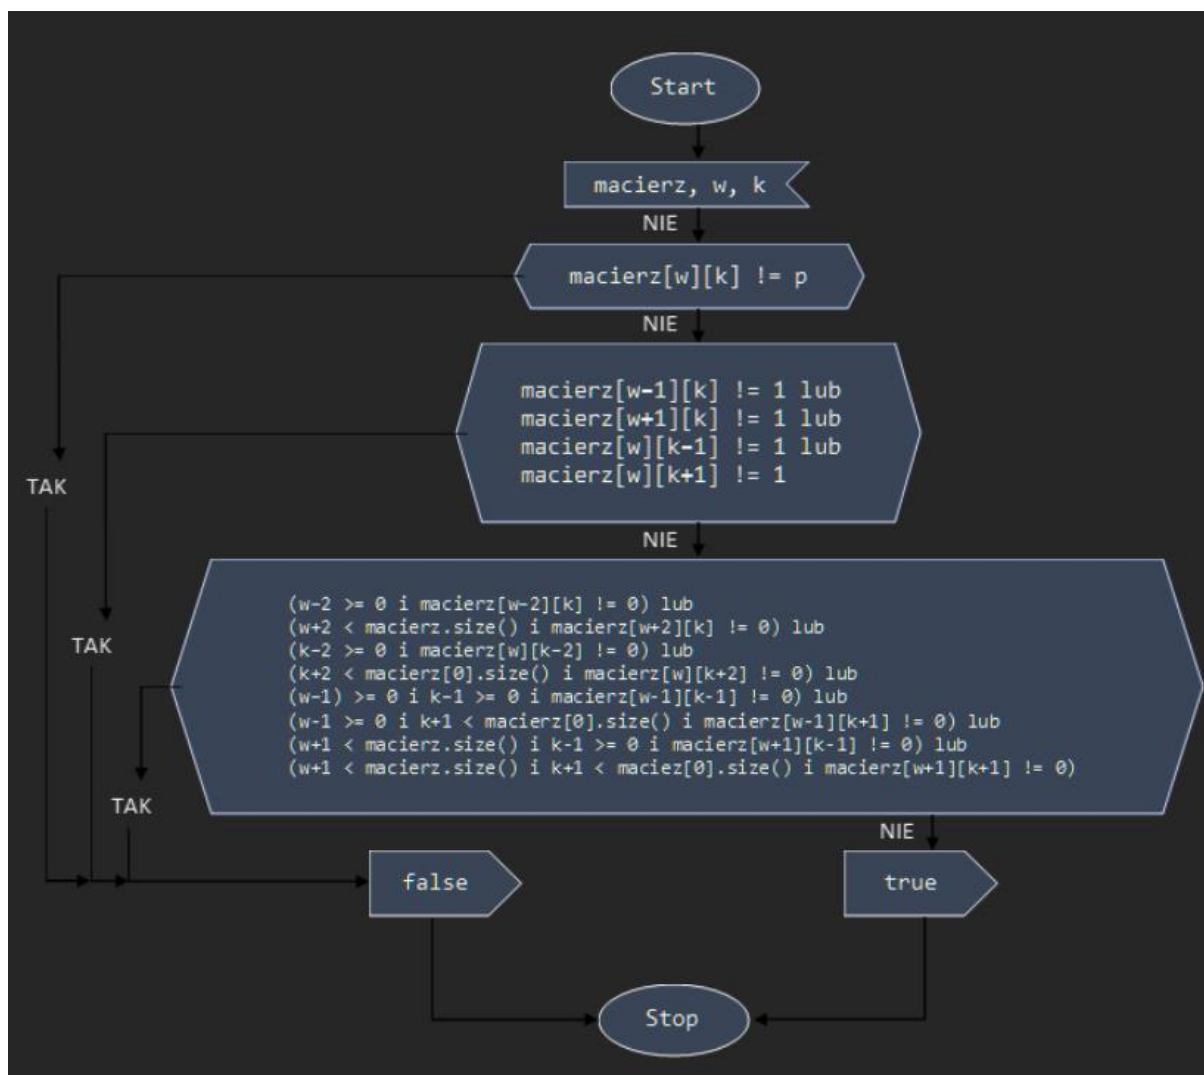 Start
macierz, w, k
NIE
macierz[w][k] != p
NIE
macierz[w-1][k] != 1 lub
macierz[w+1][k] != 1 lub
macierz[w][k-1] != 1 lub
macierz[w][k+1] != 1
TAK
NIE
(w-2 >= 0 i macierz[w-2][k] != 0) lub
(w+2 < macierz.size() i macierz[w+2][k] != 0) lub
(k-2 >= 0 i macierz[w][k-2] != 0) lub
(k+2 < macierz[0].size() i macierz[w][k+2] != 0) lub
(w-1) >= 0 i k-1 >= 0 i macierz[w-1][k-1] != 0) lub
(w-1 >= 0 i k+1 < macierz[0].size() i macierz[w-1][k+1] != 0) lub
(w+1 < macierz.size() i k-1 >= 0 i macierz[w+1][k-1] != 0) lub
(w+1 < macierz.size() i k+1 < maciez[0].size() i macierz[w+1][k+1] != 0)
TAK
TAK
NIE
false
true
Stop